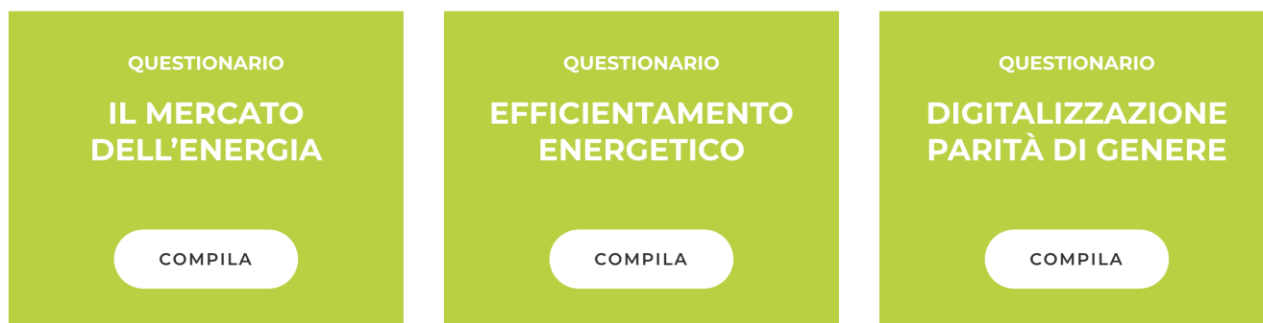 QUESTIONARIO
IL MERCATO
DELL’ENERGIA
COMPILA
QUESTIONARIO
EFFICIENTAMENTO
ENERGETICO
COMPILA
QUESTIONARIO
DIGITALIZZAZIONE
PARITÀ DI GENERE
COMPILA